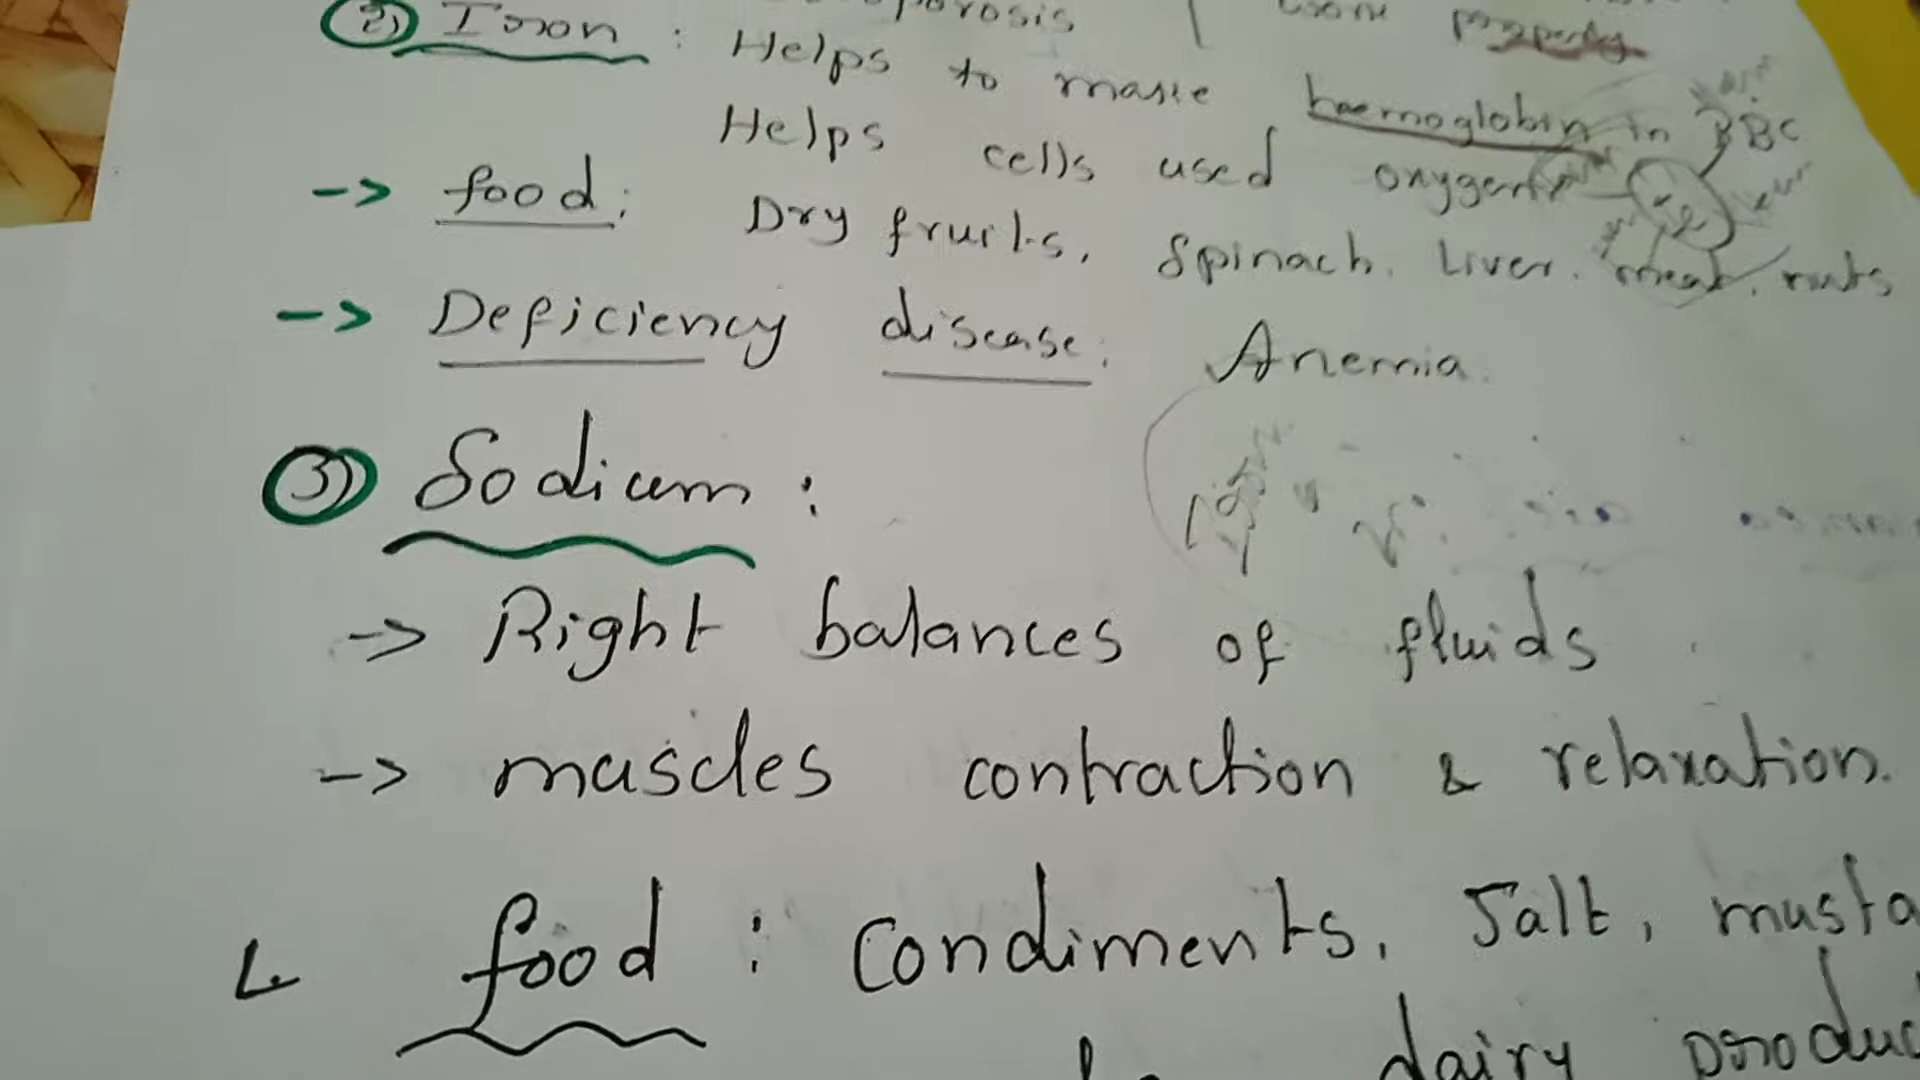 porosis
2) Iron : Helps to make haemoglobin in RBC
Helps cells used oxygen
-> food: Dry fruits, Spinach, Liver, meat, nuts
-> Deficiency disease: Anemia.
3) Sodium :
-> Right balances of fluids
-> muscles contraction & relaxation.
food : Condiments, Salt, musta
dairy produc